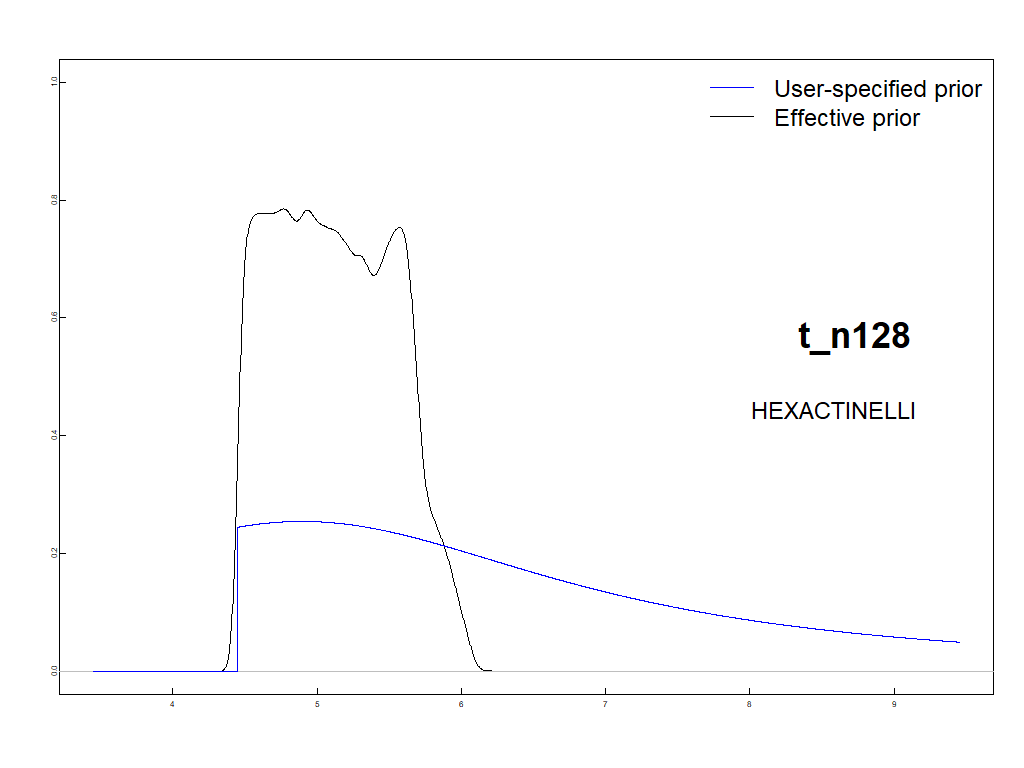 1.0
0.8
0.6
0.4
0.2
0.0
User-specified prior
Effective prior
t_n128
HEXACTINELLI
4 5 6 7 8 9